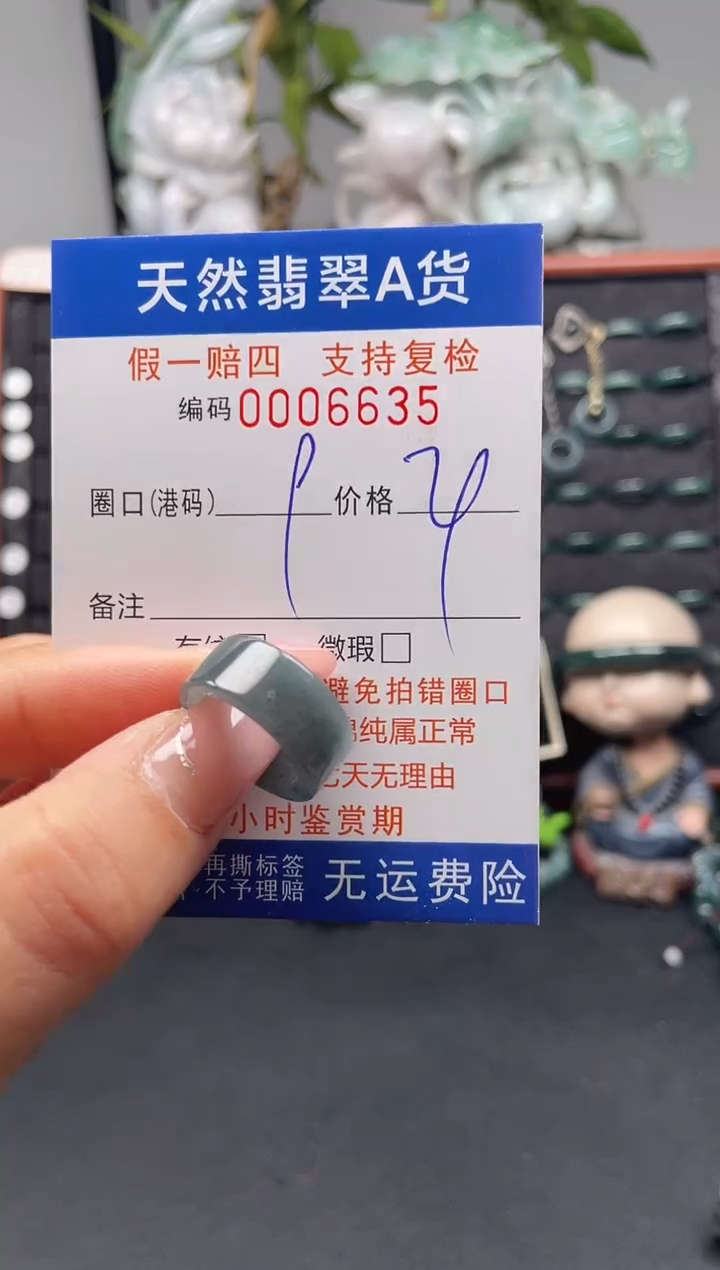 天然翡翠A货
假一赔四 支持复检
编码0006635
圈口(港码) 价格
备注
微瑕
避免拍错圈口
纯属正常
七天无理由
小时鉴赏期
再撕标签
不予理赔
无运费险